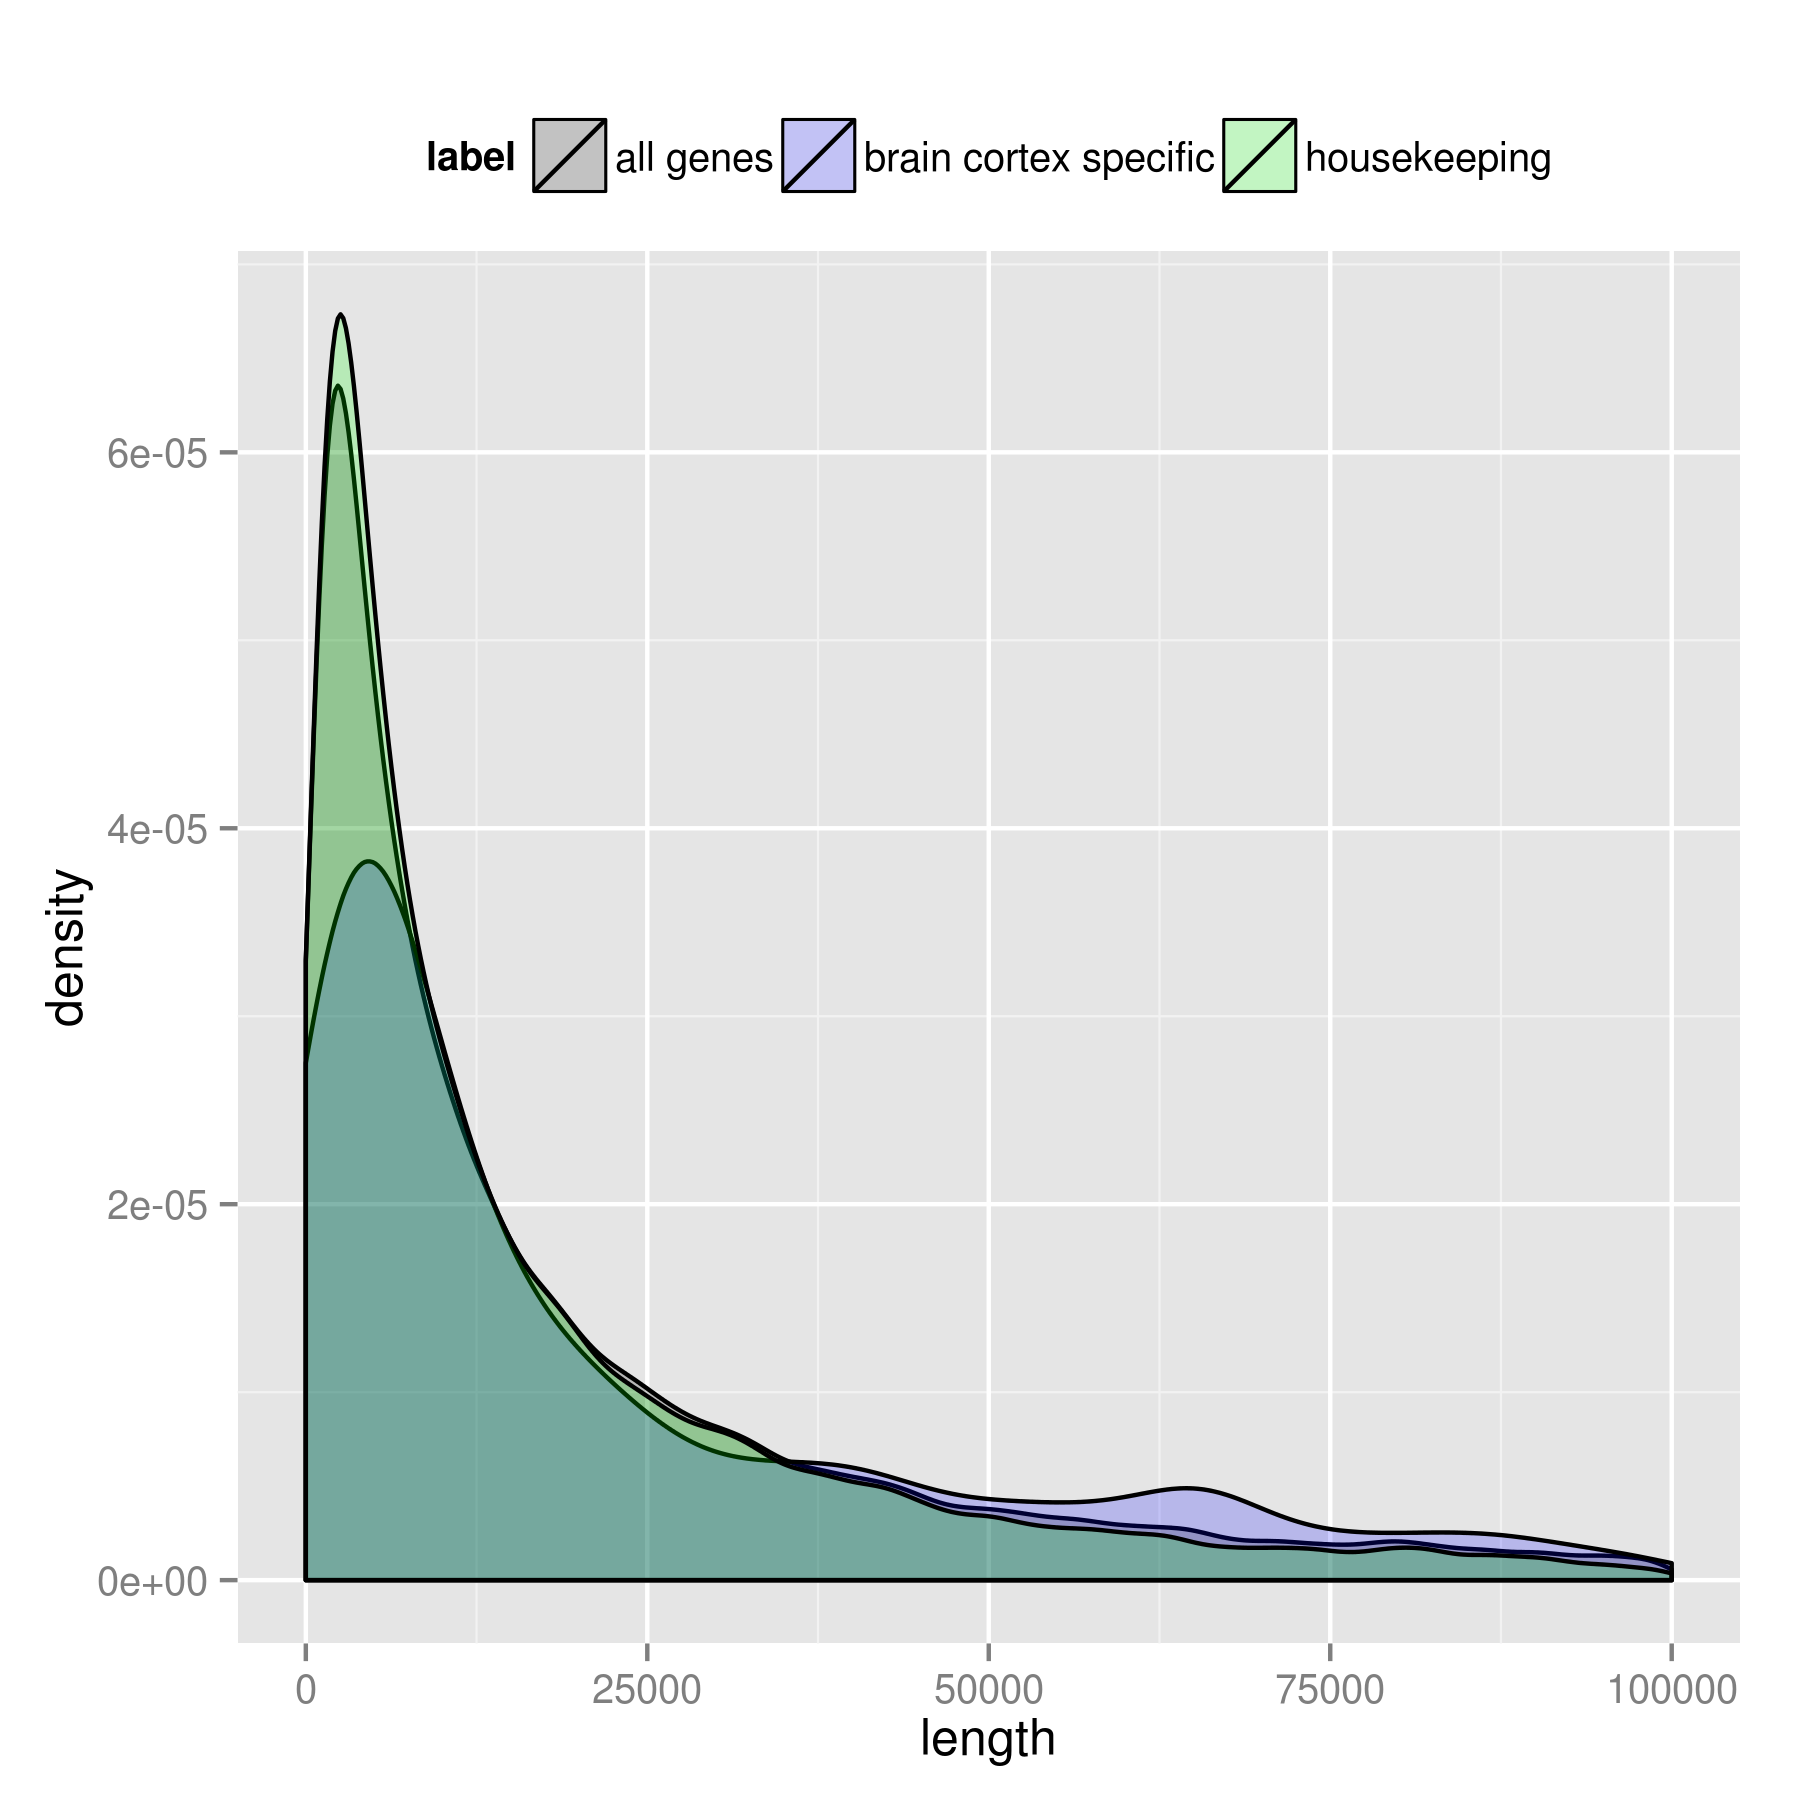 label all genes brain cortex specific housekeeping
6e-05
4e-05
2e-05
0e+00
density
0 25000 50000 75000 100000
length